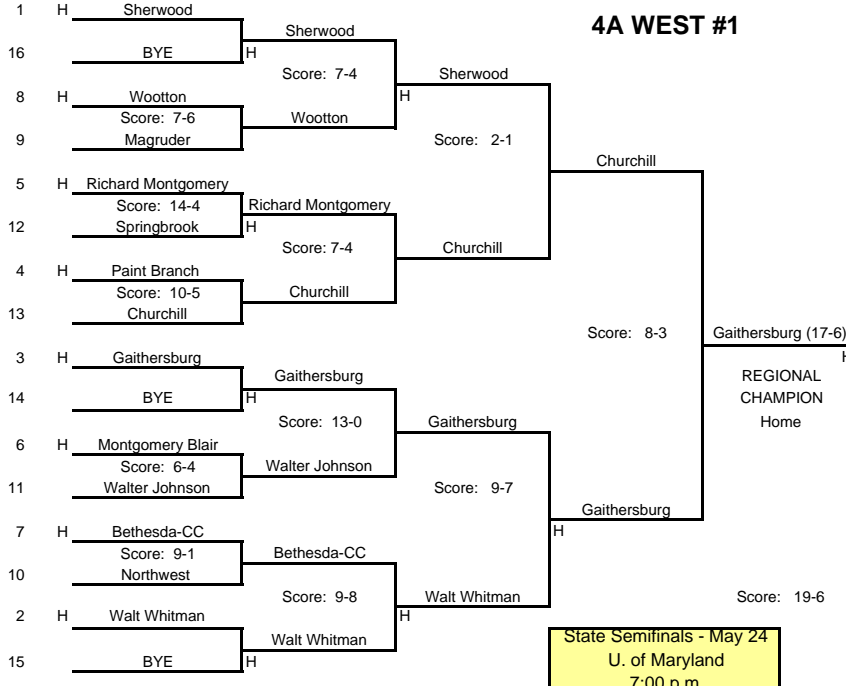 1 H Sherwood
Sherwood
4A WEST #1
16 BYE H
Score: 7-4
Sherwood
8 H Wootton
H
Score: 7-6
Wootton
9 Magruder
Score: 2-1
Churchill
5 H Richard Montgomery
Score: 14-4
Richard Montgomery
12 Springbrook H
Score: 7-4
Churchill
4 H Paint Branch
Score: 10-5
Churchill
13 Churchill
Score: 8-3
Gaithersburg (17-6)
3 H Gaithersburg
H
Gaithersburg
REGIONAL
14 BYE H
CHAMPION
Score: 13-0
Gaithersburg
Home
6 H Montgomery Blair
Score: 6-4
Walter Johnson
11 Walter Johnson
Score: 9-7
Gaithersburg
7 H Bethesda-CC
H
Score: 9-1
Bethesda-CC
10 Northwest
Score: 9-8
Walt Whitman
Score: 19-6
2 H Walt Whitman
H
Walt Whitman
State Semifinals - May 24
15 BYE H
U. of Maryland
7:00 p.m.